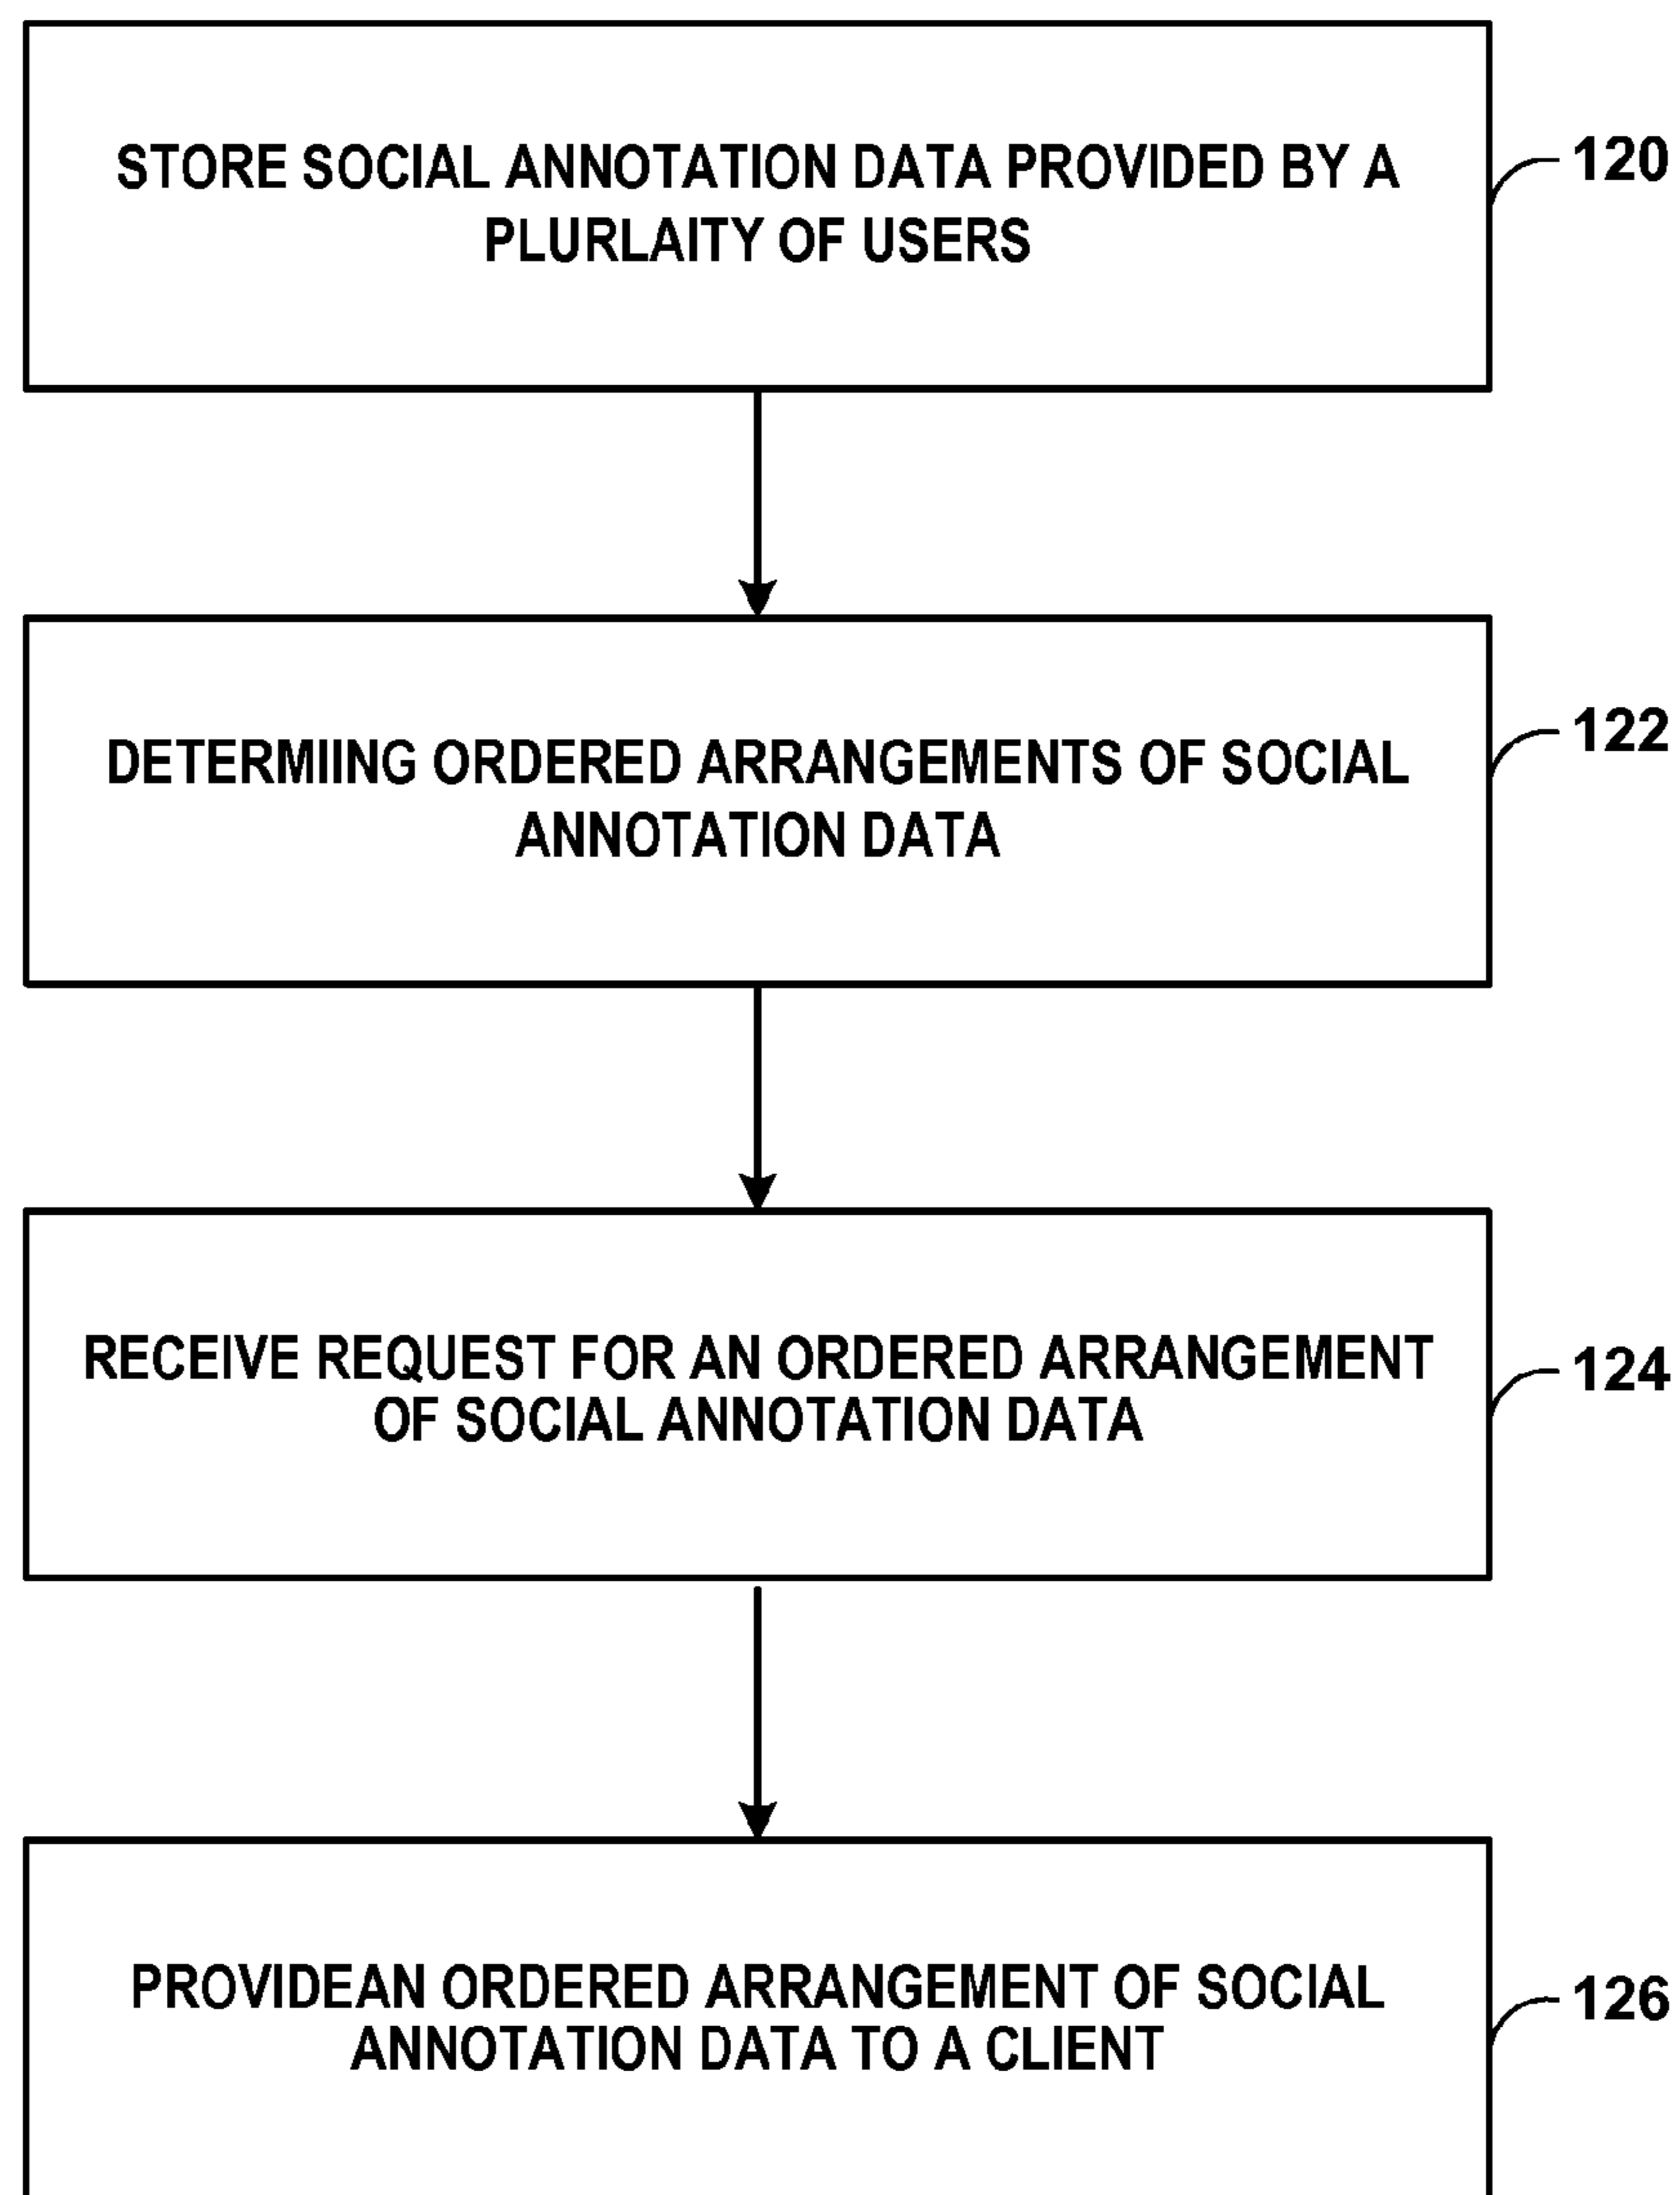 STORE SOCIAL ANNOTATION DATA PROVIDED BY A
PLURLAITY OF USERS
120
DETERMIING ORDERED ARRANGEMENTS OF SOCIAL
ANNOTATION DATA
122
RECEIVE REQUEST FOR AN ORDERED ARRANGEMENT
OF SOCIAL ANNOTATION DATA
124
PROVIDEAN ORDERED ARRANGEMENT OF SOCIAL
ANNOTATION DATA TO A CLIENT
126